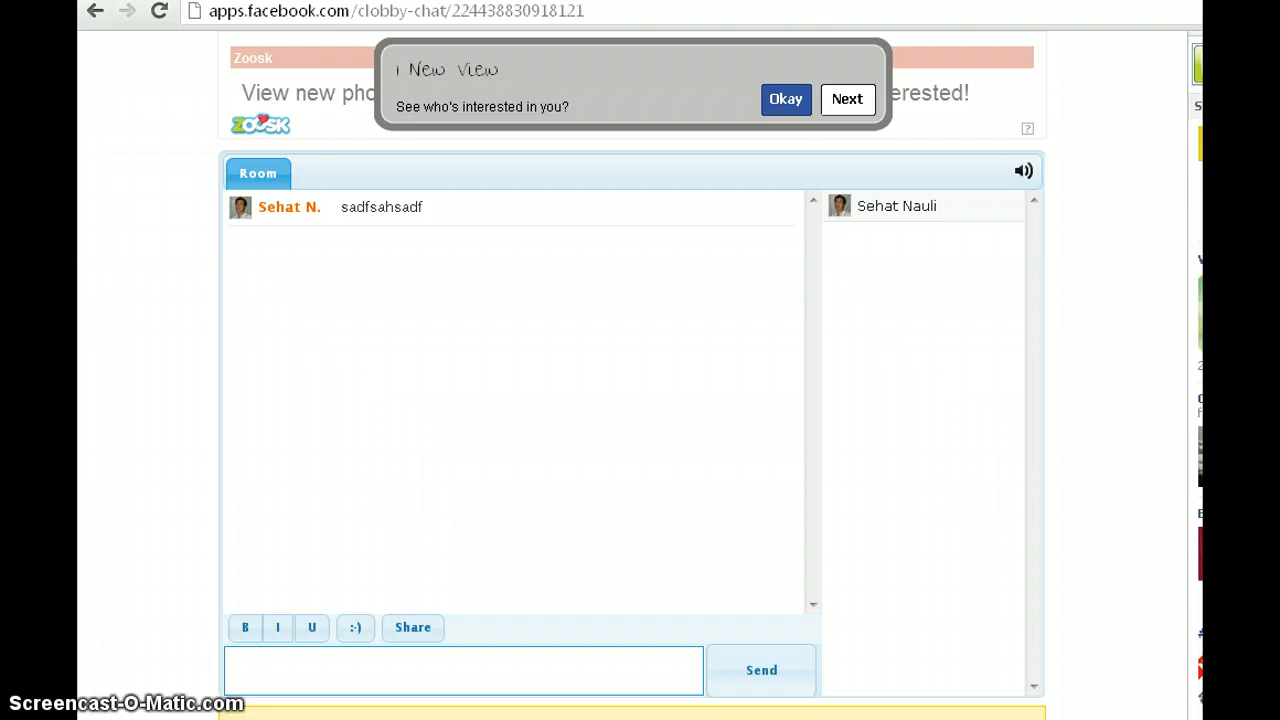 apps.facebook.com/clobby-chat/224438830918121
Zoosk
1 New View
View new pho
erested!
See who's interested in you?
Okay
Next
ZOOSK
?
Room
Sehat N. sadfsahsadf
Sehat Nauli
B I U :-) Share
Send
Screencast-O-Matic.com